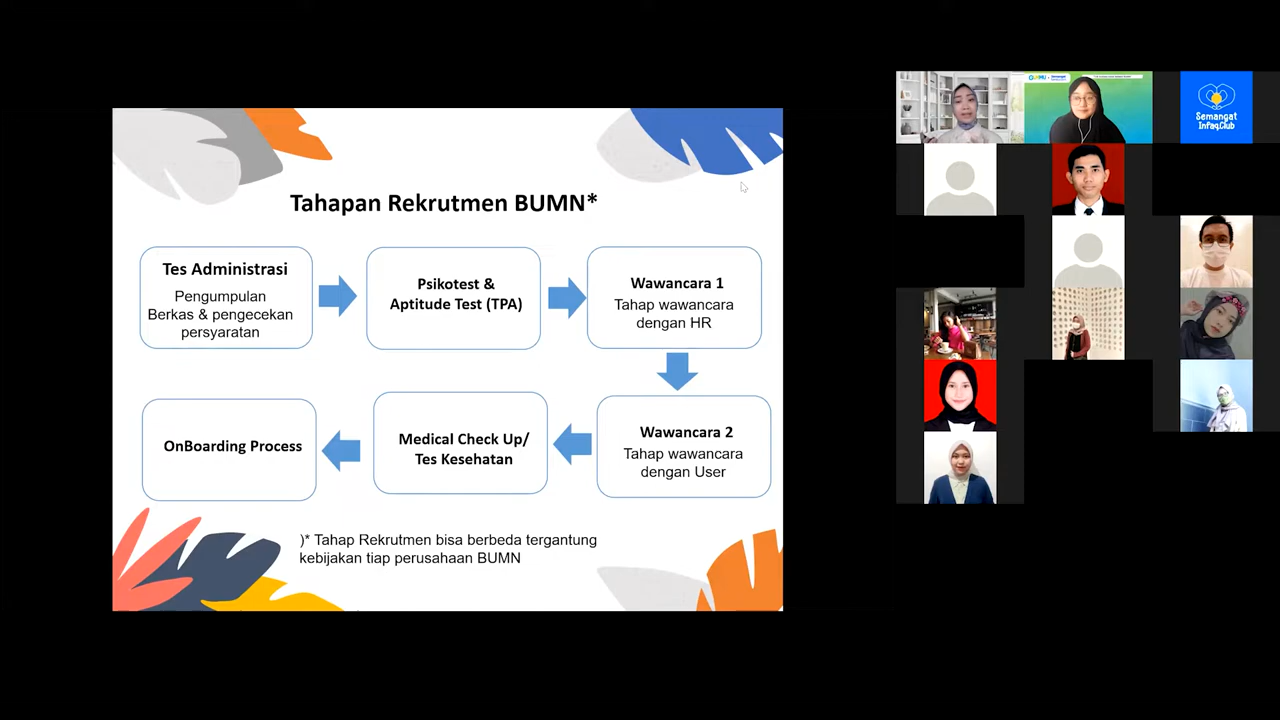 Tahapan Rekrutmen BUMN*
Tes Administrasi
Pengumpulan
Berkas & pengecekan
persyaratan
Psikotest &
Aptitude Test (TPA)
Wawancara 1
Tahap wawancara
dengan HR
Wawancara 2
Tahap wawancara
dengan User
Medical Check Up/
Tes Kesehatan
OnBoarding Process
)* Tahap Rekrutmen bisa berbeda tergantung
kebijakan tiap perusahaan BUMN
Semangat
Infaq.Club